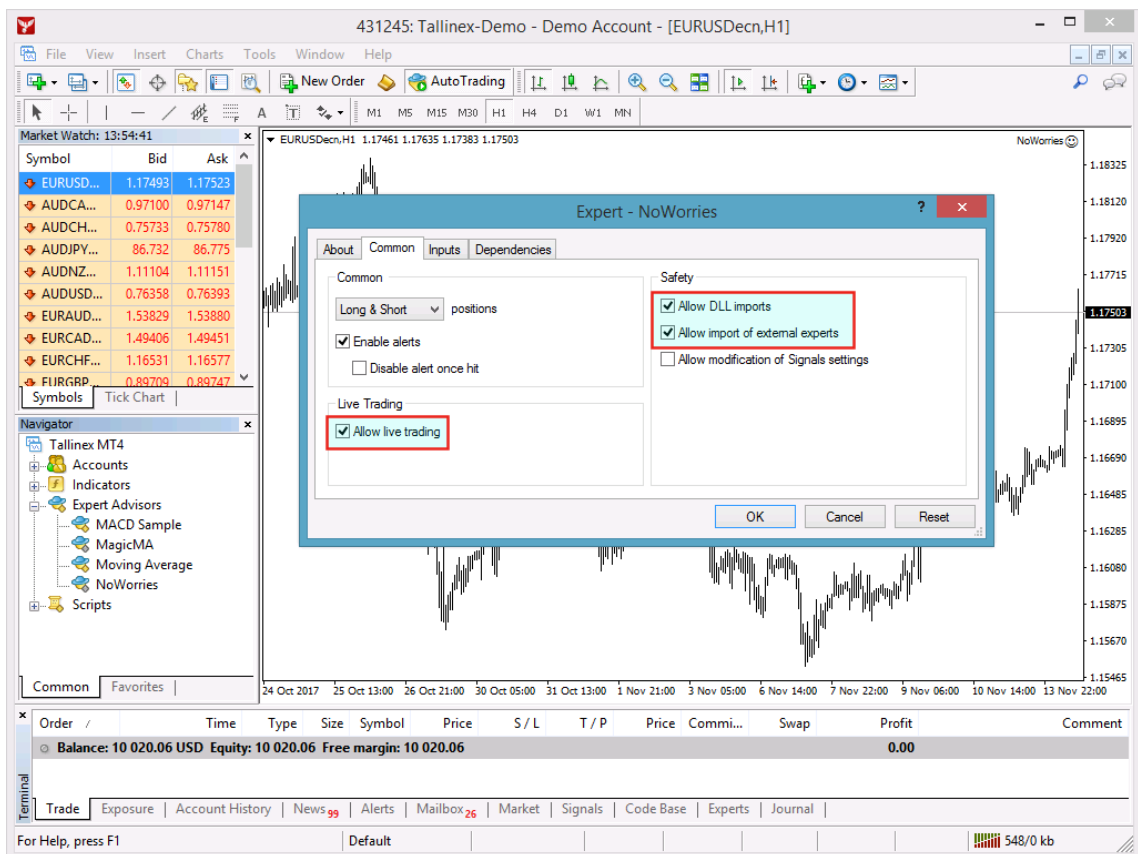 431245: Tallinex-Demo - Demo Account - [EURUSDecn,H1]
File View Insert Charts Tools Window Help
New Order AutoTrading
A T M1 M5 M15 M30 H1 H4 D1 W1 MN
Market Watch: 13:54:41
Symbol Bid Ask
EURUSD... 1.17493 1.17523
AUDCA... 0.97100 0.97147
AUDCH... 0.75733 0.75780
AUDJPY... 86.732 86.775
AUDNZ... 1.11104 1.11151
AUDUSD... 0.76358 0.76393
EURAUD... 1.53829 1.53880
EURCAD... 1.49406 1.49451
EURCHF... 1.16531 1.16577
EURGBP... 0.89709 0.89747
Symbols Tick Chart
Navigator
Tallinex MT4
Accounts
Indicators
Expert Advisors
MACD Sample
MagicMA
Moving Average
NoWorries
Scripts
Common Favorites
EURUSDecn,H1 1.17461 1.17635 1.17383 1.17503
NoWorries
1.18325
1.18120
1.17920
1.17715
1.17503
1.17305
1.17100
1.16895
1.16690
1.16485
1.16285
1.16080
1.15875
1.15670
1.15465
Expert - NoWorries
About Common Inputs Dependencies
Common
Long & Short positions
Enable alerts
Disable alert once hit
Live Trading
Allow live trading
Safety
Allow DLL imports
Allow import of external experts
Allow modification of Signals settings
OK Cancel Reset
24 Oct 2017 25 Oct 13:00 26 Oct 21:00 30 Oct 05:00 31 Oct 13:00 1 Nov 21:00 3 Nov 05:00 6 Nov 14:00 7 Nov 22:00 9 Nov 06:00 10 Nov 14:00 13 Nov 22:00
Order / Time Type Size Symbol Price S / L T / P Price Commi... Swap Profit Comment
Balance: 10 020.06 USD Equity: 10 020.06 Free margin: 10 020.06 0.00
Terminal
Trade Exposure Account History News 99 Alerts Mailbox 26 Market Signals Code Base Experts Journal
For Help, press F1 Default 548/0 kb